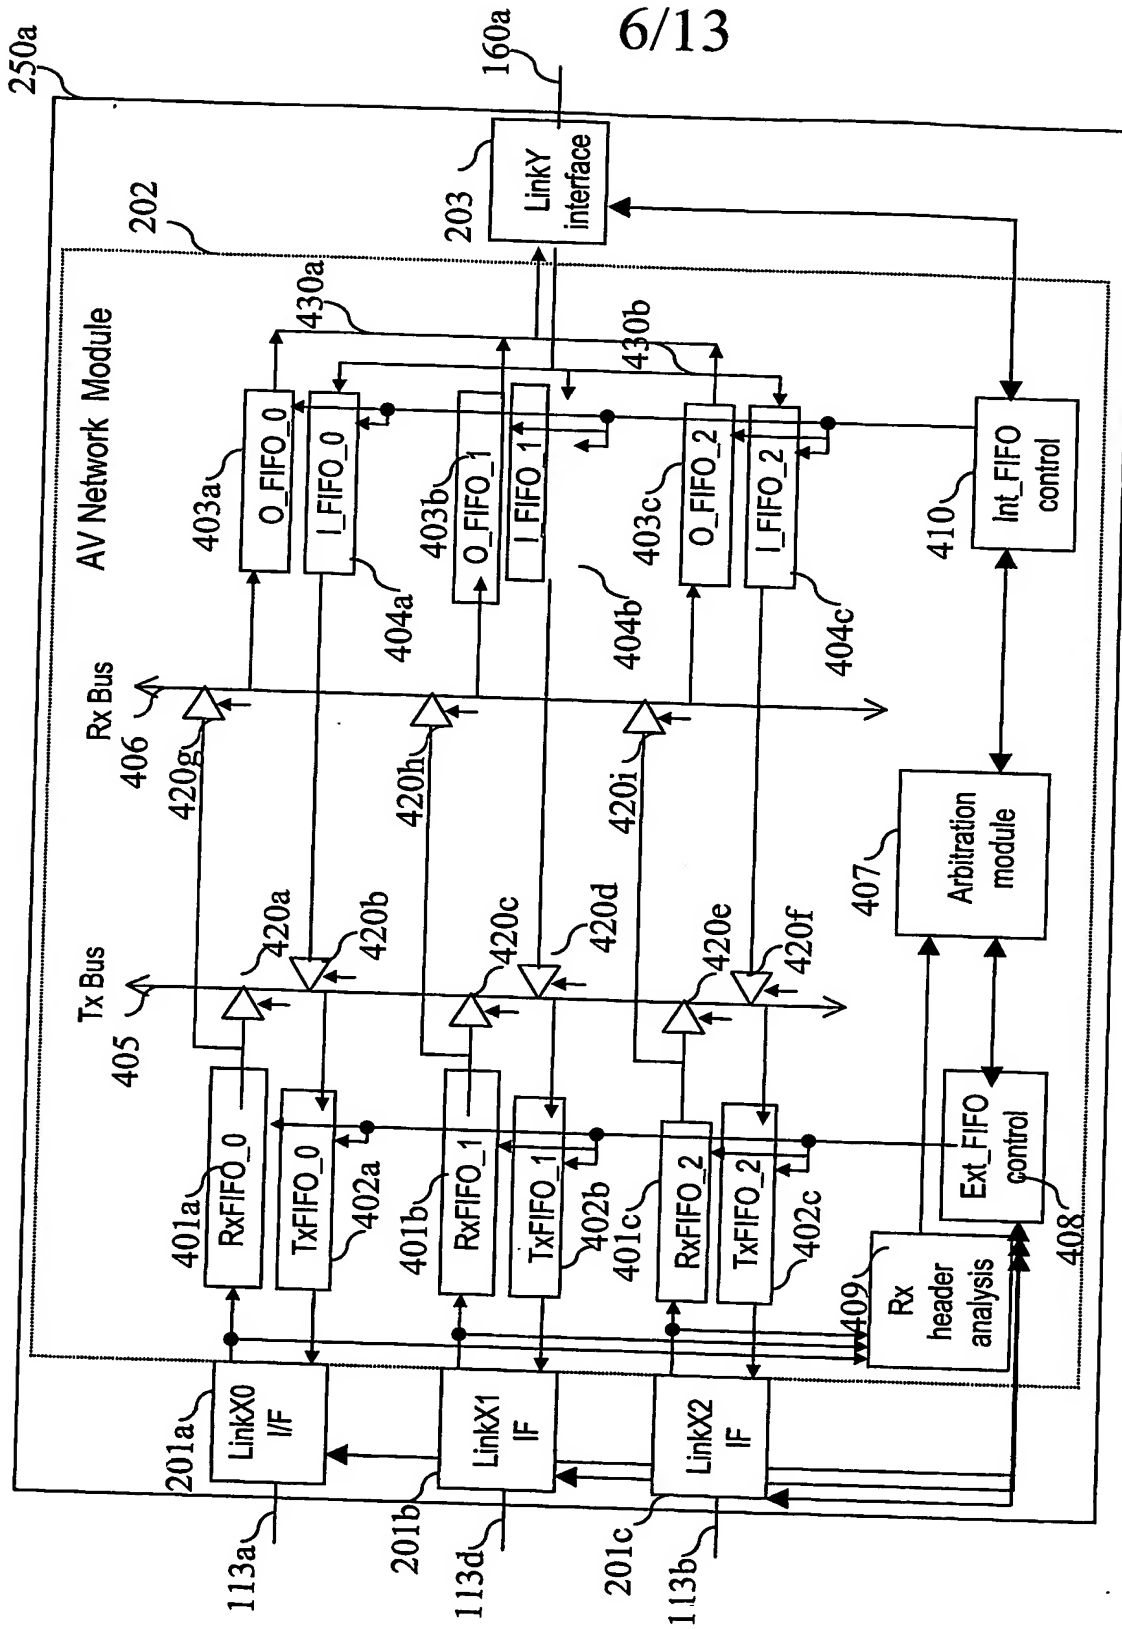 6/13
250a
160a
202
AV Network Module
203
LinkY
interface
430a
430b
403a
O_FIFO_0
I_FIFO_0
404a
403b
O_FIFO_1
I_FIFO_1
404b
403c
O_FIFO_2
I_FIFO_2
404c
410
Int_FIFO
control
Rx Bus
406
420g
420h
420i
Tx Bus
405
420a
420b
420c
420d
420e
420f
407
Arbitration
module
401a
RxFIFO_0
TxFIFO_0
402a
401b
RxFIFO_1
TxFIFO_1
402b
401c
RxFIFO_2
TxFIFO_2
402c
Ext_FIFO
control
408
409
Rx
header
analysis
201a
LinkX0
I/F
113a
201b
LinkX1
IF
113d
201c
LinkX2
IF
113b